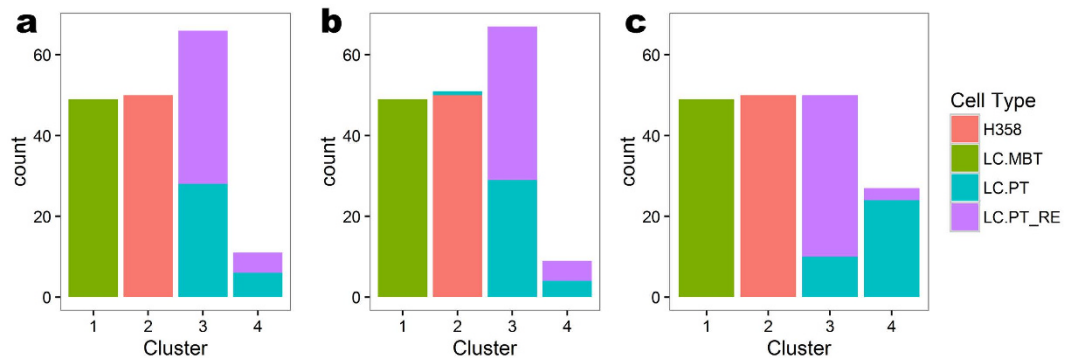 a
60
40
20
0
count
1 2 3 4
Cluster
b
60
40
20
0
count
1 2 3 4
Cluster
c
60
40
20
0
count
1 2 3 4
Cluster
Cell Type
H358
LC.MBT
LC.PT
LC.PT_RE